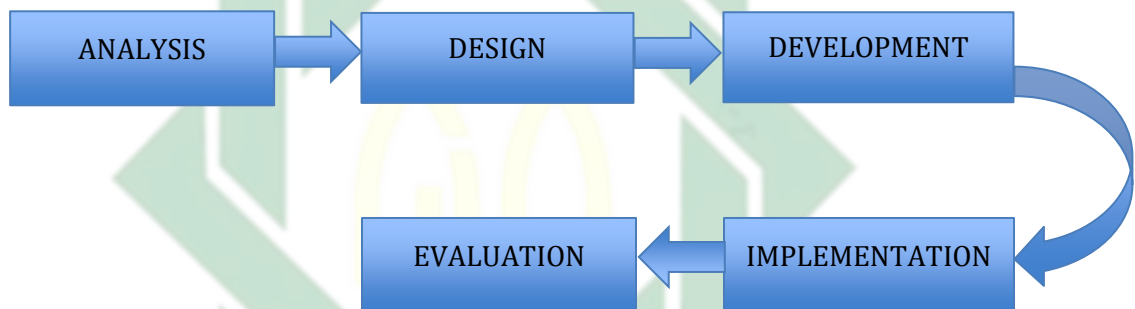 ANALYSIS
DESIGN
DEVELOPMENT
IMPLEMENTATION
EVALUATION